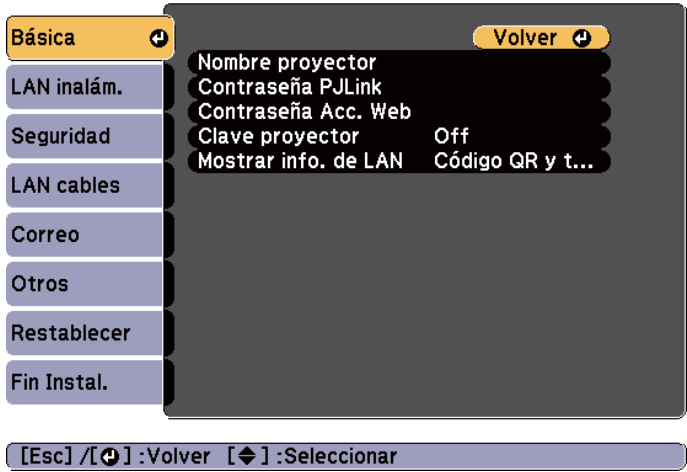 Básica
LAN inalám.
Seguridad
LAN cables
Correo
Otros
Restablecer
Fin Instal.
Volver
Nombre proyector
Contraseña PJLink
Contraseña Acc. Web
Clave proyector Off
Mostrar info. de LAN Código QR y t...
[Esc] /[ ] :Volver [ ] :Seleccionar